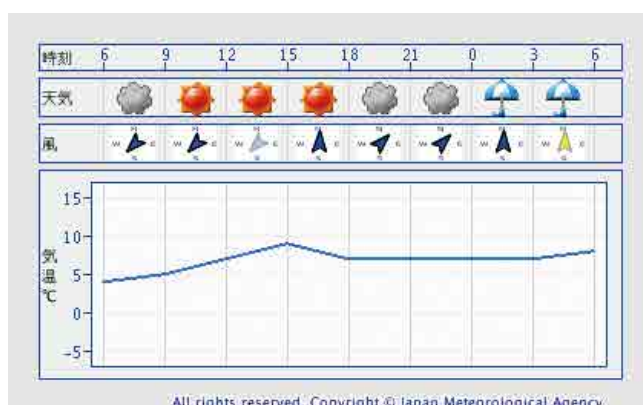 時刻 6 9 12 15 18 21 0 3 6
天気
風
15
10
5
0
-5
気温℃
All rights reserved. Copyright © Japan Meteorological Agency